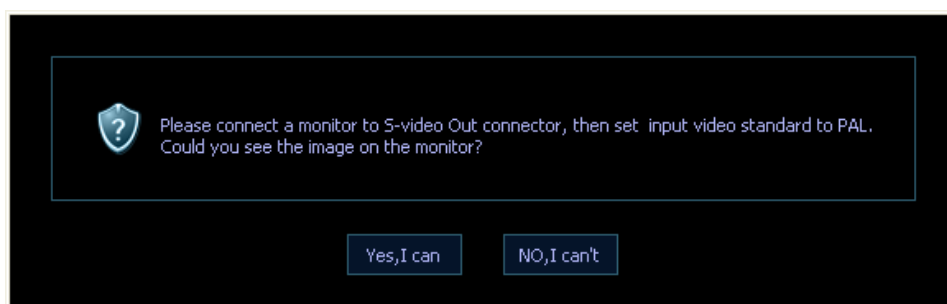 ?
Please connect a monitor to S-video Out connector, then set  input video standard to PAL.
Could you see the image on the monitor?
Yes,I can
NO,I can't